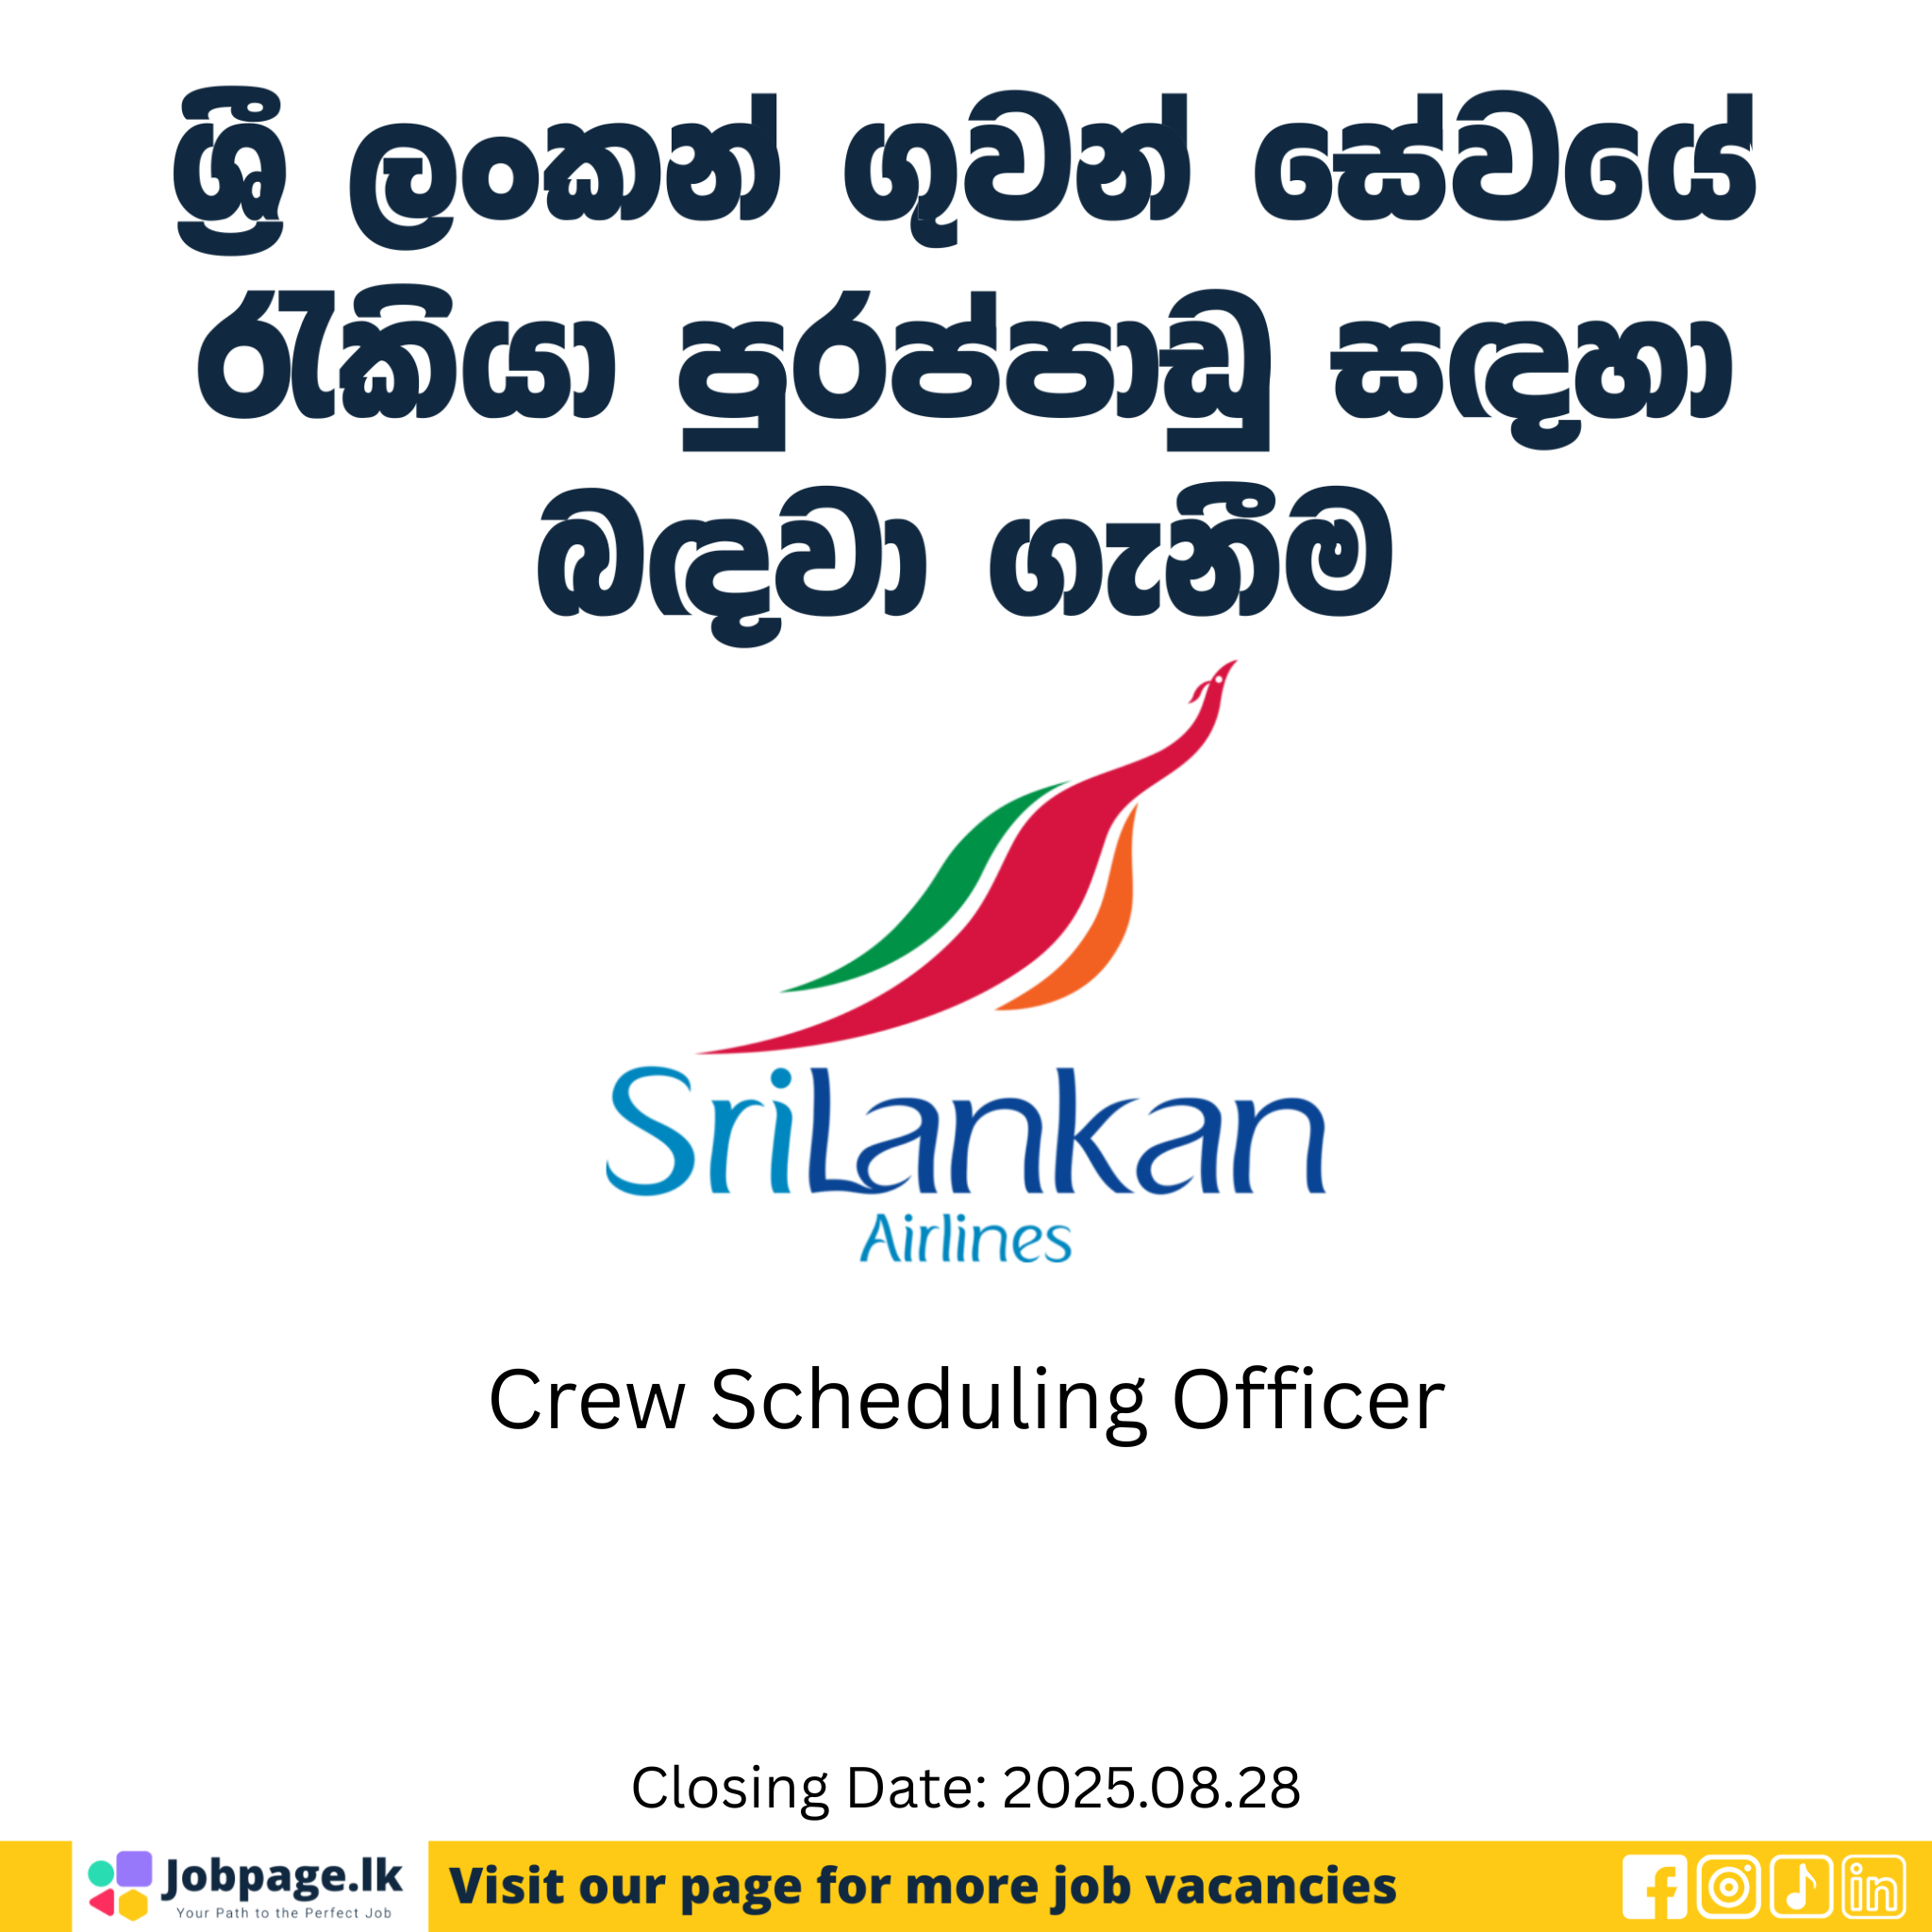 ශ්‍රී ලංකන් ගුවන් සේවයේ
රැකියා පුරප්පාඩු සඳහා
බඳවා ගැනීම
SriLankan
Airlines
Crew Scheduling Officer
Closing Date: 2025.08.28
Jobpage.lk
Your Path to the Perfect Job
Visit our page for more job vacancies